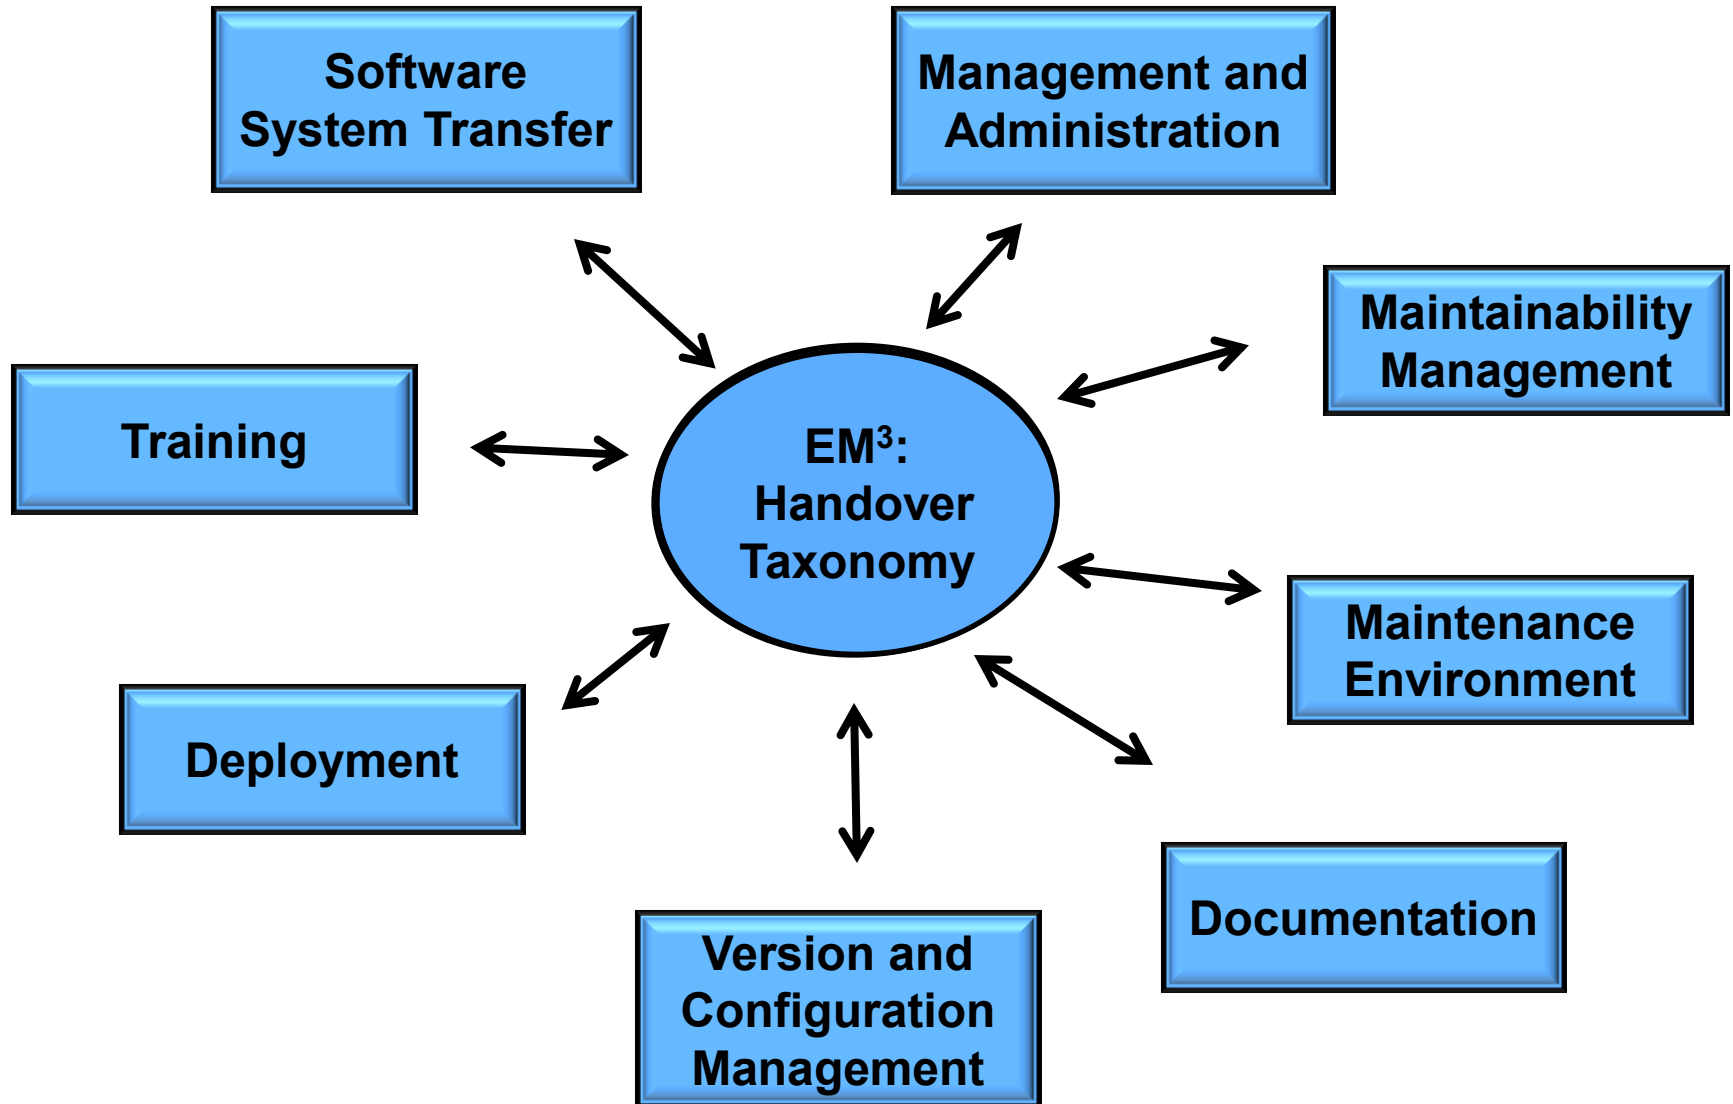 Software
System Transfer
Management and
Administration
Maintainability
Management
Training
EM³:
Handover
Taxonomy
Maintenance
Environment
Deployment
Documentation
Version and
Configuration
Management